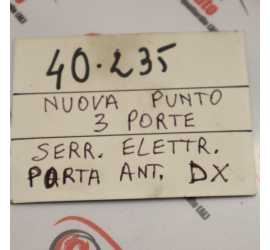 40.235
NUOVA PUNTO
3 PORTE
SERR. ELETTR.
PORTA ANT. DX